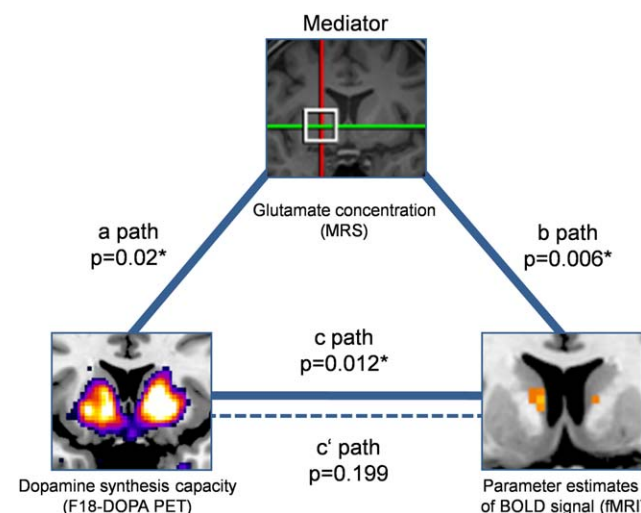 Mediator
Glutamate concentration
(MRS)
a path
p=0.02*
b path
p=0.006*
c path
p=0.012*
c‘ path
p=0.199
Dopamine synthesis capacity
(F18-DOPA PET)
Parameter estimates
of BOLD signal (fMRI